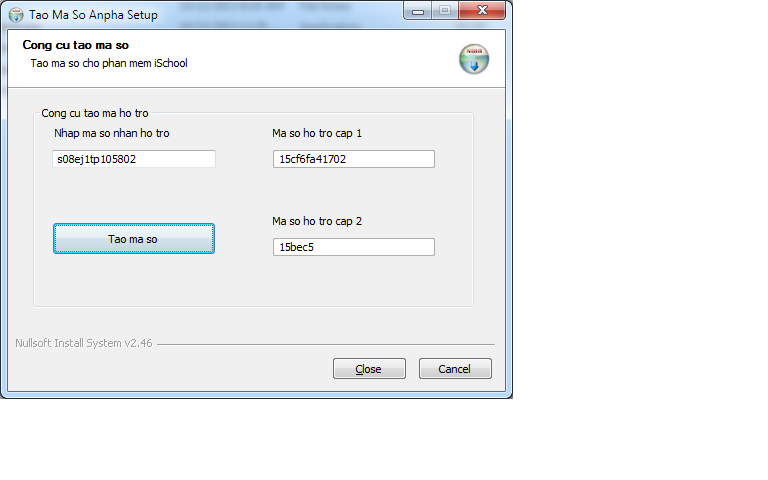 Tao Ma So Anpha Setup
Cong cu tao ma so
Tao ma so cho phan mem iSchool
Cong cu tao ma ho tro
Nhap ma so nhan ho tro
Ma so ho tro cap 1
s08ej1tp105802
15cf6fa41702
Ma so ho tro cap 2
Tao ma so
15bec5
Nullsoft Install System v2.46
Close
Cancel